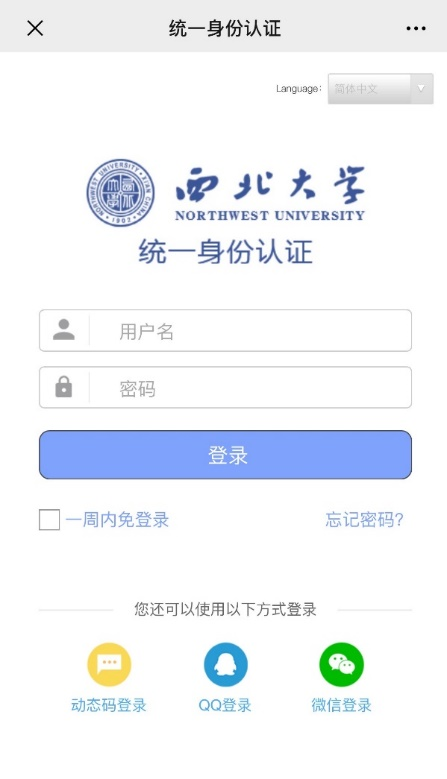 统一身份认证
Language：
简体中文
NORTHWEST UNIVERSITY·XIAN CHINA
1902
西北大学
NORTHWEST UNIVERSITY
统一身份认证
用户名
密码
登录
一周内免登录
忘记密码?
您还可以使用以下方式登录
动态码登录
QQ登录
微信登录